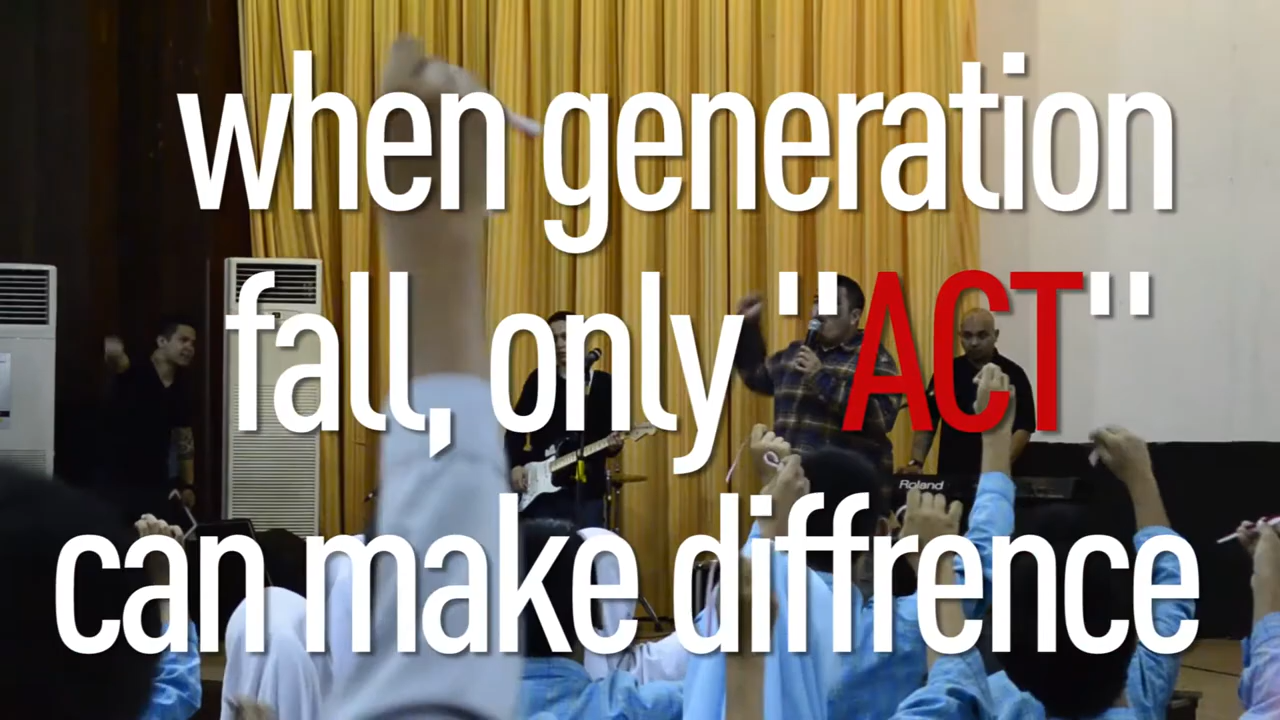 when generation
fall, only "ACT"
can make diffrence
Roland